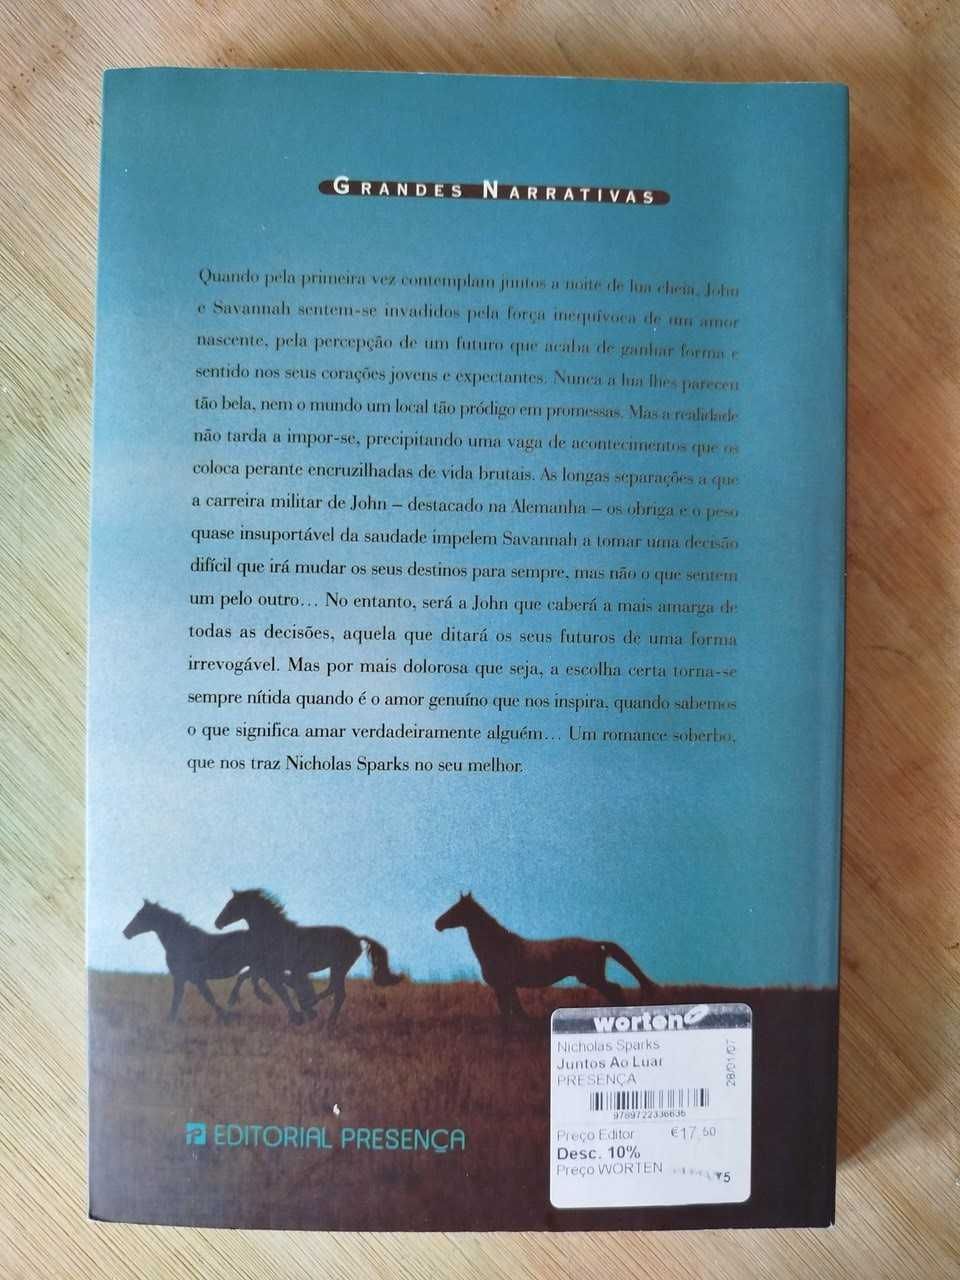 GRANDES NARRATIVAS
Quando pela primeira vez contemplam juntos a noite de lua cheia, John
e Savannah sentem-se invadidos pela força inequívoca de um amor
nascente, pela percepção de um futuro que acaba de ganhar forma e
sentido nos seus corações jovens e expectantes. Nunca a lua lhes pareceu
tão bela, nem o mundo um local tão pródigo em promessas. Mas a realidade
não tarda a impor-se, precipitando uma vaga de acontecimentos que os
coloca perante encruzilhadas de vida brutais. As longas separações a que
a carreira militar de John – destacado na Alemanha – os obriga e o peso
quase insuportável da saudade impelem Savannah a tomar uma decisão
difícil que irá mudar os seus destinos para sempre, mas não o que sentem
um pelo outro... No entanto, será a John que caberá a mais amarga de
todas as decisões, aquela que ditará os seus futuros de uma forma
irrevogável. Mas por mais dolorosa que seja, a escolha certa torna-se
sempre nítida quando é o amor genuíno que nos inspira, quando sabemos
o que significa amar verdadeiramente alguém... Um romance soberbo,
que nos traz Nicholas Sparks no seu melhor.
EDITORIAL PRESENÇA
worten
Nicholas Sparks
Juntos Ao Luar
PRESENÇA
28/01/07
9789722336635
Preço Editor €17,50
Desc. 10%
Preço WORTEN